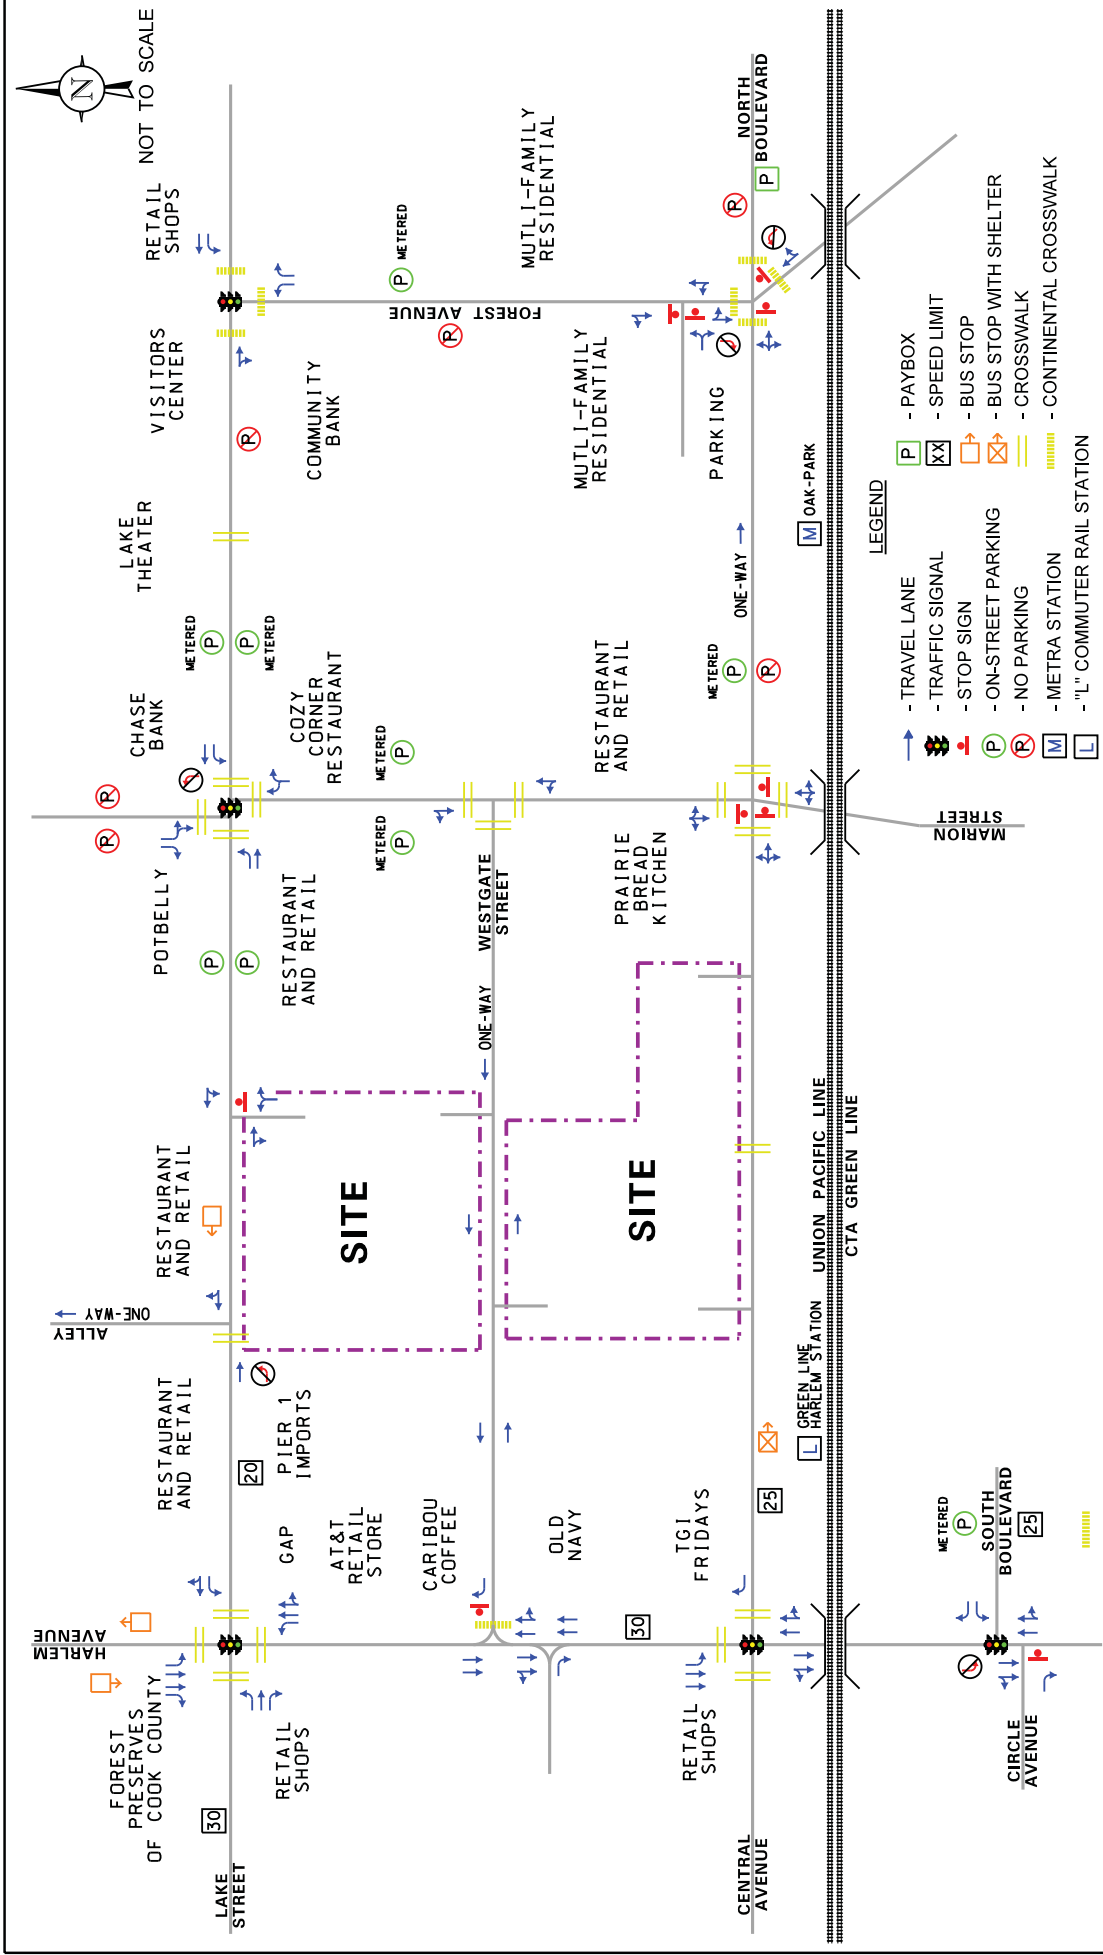 N
NOT TO SCALE
RETAIL
SHOPS
VISITORS
CENTER
LAKE
THEATER
CHASE
BANK
POTBELLY
RESTAURANT
AND RETAIL
ALLEY
ONE-WAY
RESTAURANT
AND RETAIL
HARLEM
AVENUE
FOREST
PRESERVES
OF COOK COUNTY
30
LAKE
STREET
RETAIL
SHOPS
GAP
20
PIER 1
IMPORTS
AT&T
RETAIL
STORE
CARIBOU
COFFEE
OLD
NAVY
TGI
FRIDAYS
30
RETAIL
SHOPS
CENTRAL
AVENUE
25
SITE
SITE
P
P
RESTAURANT
AND RETAIL
P
P
METERED
P
METERED
P
METERED
P
METERED
P
COZY
CORNER
RESTAURANT
P
COMMUNITY
BANK
FOREST AVENUE
P
METERED
P
MUTLI-FAMILY
RESIDENTIAL
MUTLI-FAMILY
RESIDENTIAL
PARKING
WESTGATE
STREET
ONE-WAY
PRAIRIE
BREAD
KITCHEN
RESTAURANT
AND RETAIL
METERED
P
P
ONE-WAY
NORTH
BOULEVARD
P
P
MARION
STREET
M OAK-PARK
UNION PACIFIC LINE
CTA GREEN LINE
L GREEN LINE
HARLEM STATION
METERED
P
SOUTH
BOULEVARD
25
CIRCLE
AVENUE
LEGEND
- TRAVEL LANE
- TRAFFIC SIGNAL
- STOP SIGN
P - ON-STREET PARKING
P - NO PARKING
M - METRA STATION
L - "L" COMMUTER RAIL STATION
P - PAYBOX
XX - SPEED LIMIT
- BUS STOP
- BUS STOP WITH SHELTER
- CROSSWALK
- CONTINENTAL CROSSWALK